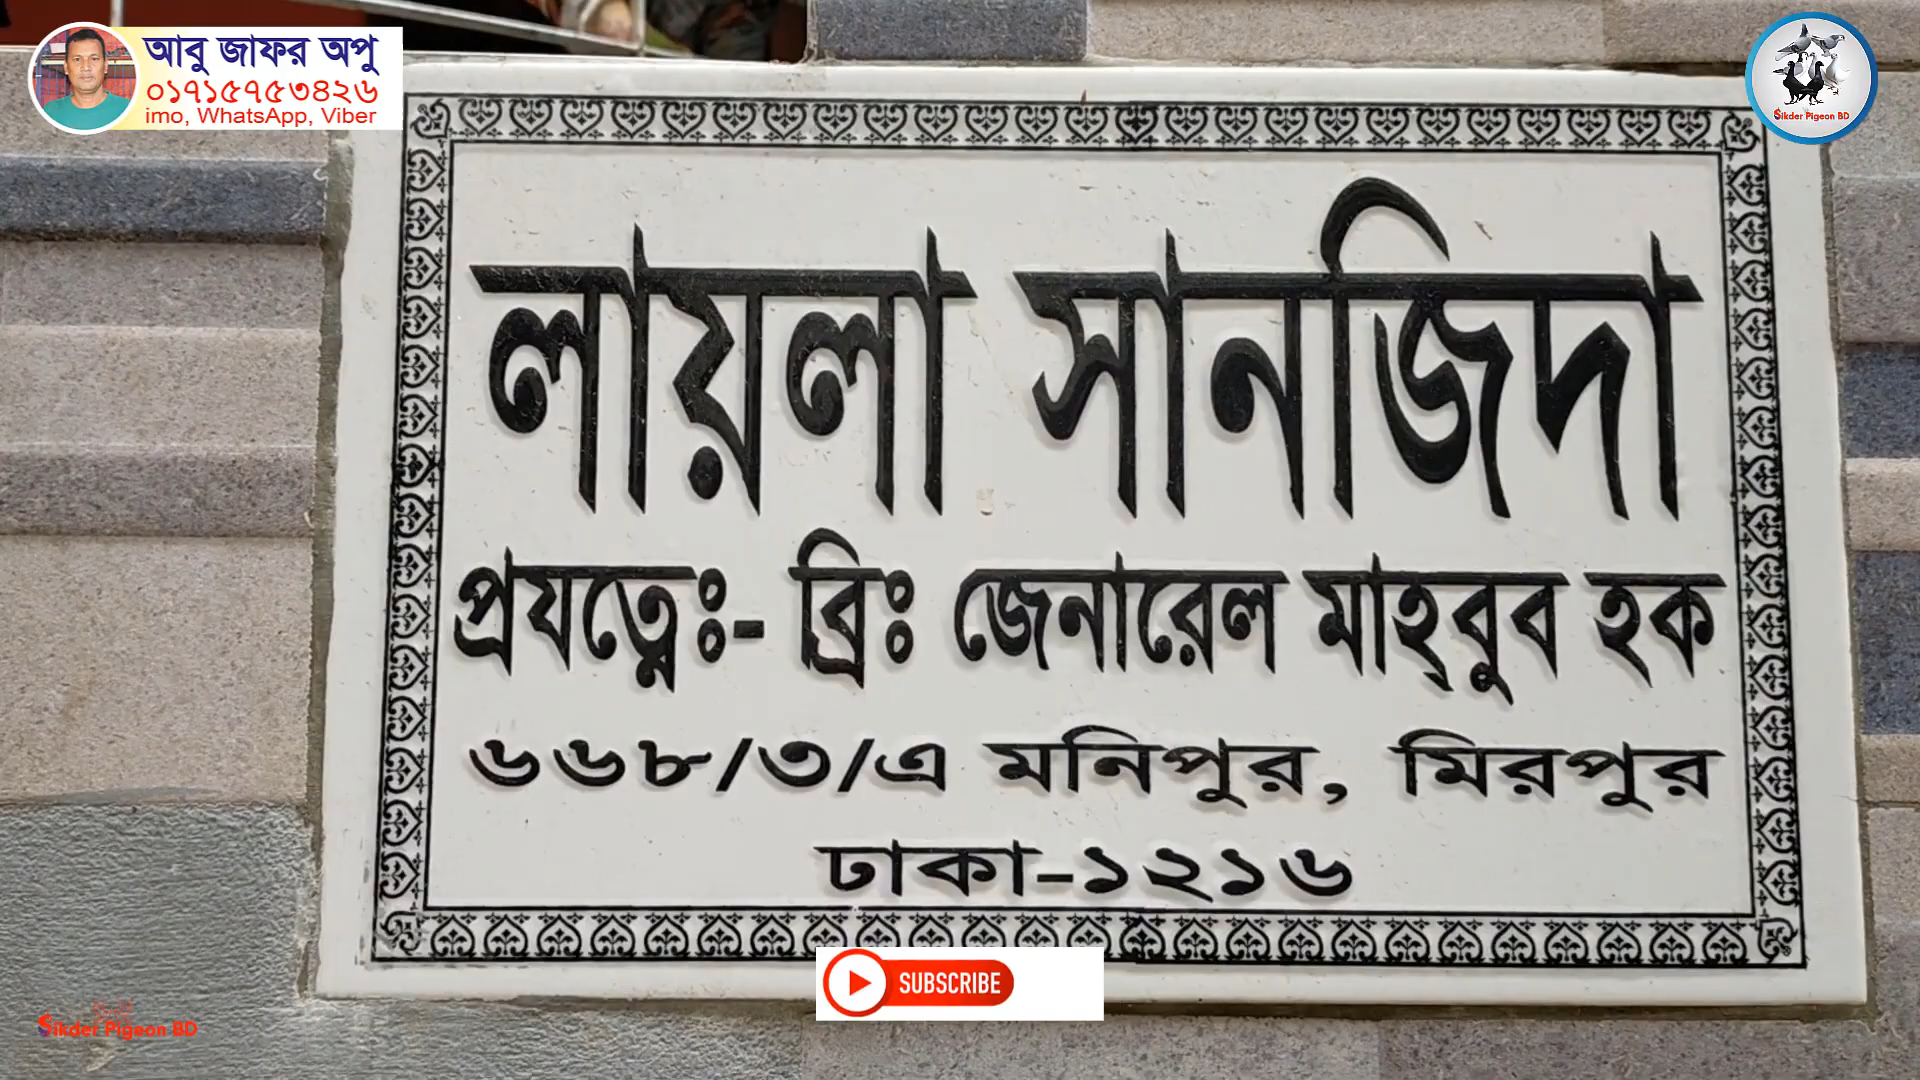 আবু জাফর অপু
০১৭১৫৭৫৩৪২৬
imo, WhatsApp, Viber
Sikder Pigeon BD
লায়লা সানজিদা
প্রযত্নেঃ- ব্রিঃ জেনারেল মাহ্‌বুব হক
৬৬৮/৩/এ মনিপুর, মিরপুর
ঢাকা-১২১৬
SUBSCRIBE
Sikder Pigeon BD